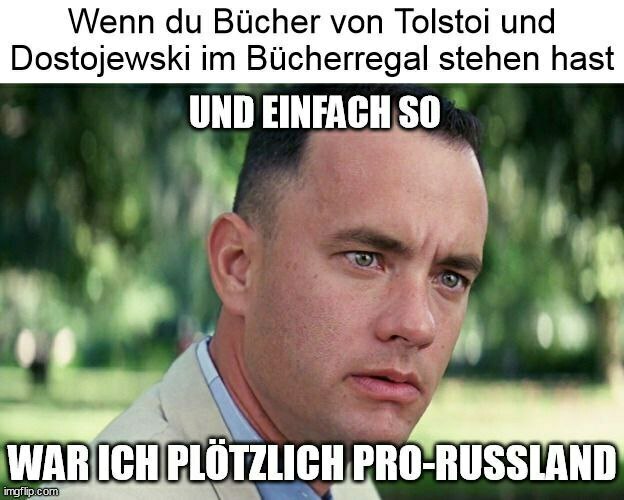 Wenn du Bücher von Tolstoi und
Dostojewski im Bücherregal stehen hast
UND EINFACH SO
WAR ICH PLÖTZLICH PRO-RUSSLAND
imgflip.com